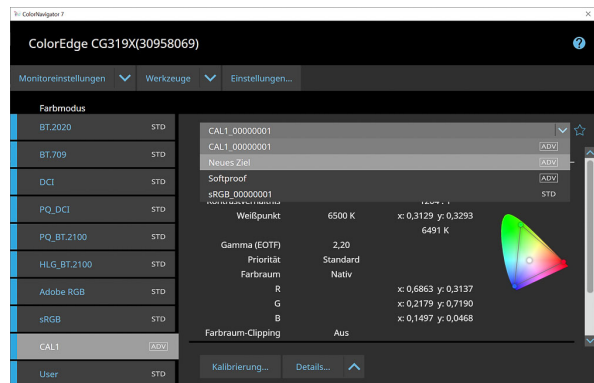 ColorNavigator 7
ColorEdge CG319X(30958069)
Monitoreinstellungen Werkzeuge Einstellungen...
Farbmodus
BT.2020 STD
BT.709 STD
DCI STD
PQ_DCI STD
PQ_BT.2100 STD
HLG_BT.2100 STD
Adobe RGB STD
sRGB STD
CAL1 ADV
User STD
CAL1_00000001
CAL1_00000001 ADV
Neues Ziel ADV
Softproof ADV
sRGB_00000001 STD
Weißpunkt 6500 K x: 0,3129 y: 0,3293
6491 K
Gamma (EOTF) 2,20
Priorität Standard
Farbraum Nativ
R x: 0,6863 y: 0,3137
G x: 0,2179 y: 0,7190
B x: 0,1497 y: 0,0468
Farbraum-Clipping Aus
Kalibrierung... Details...